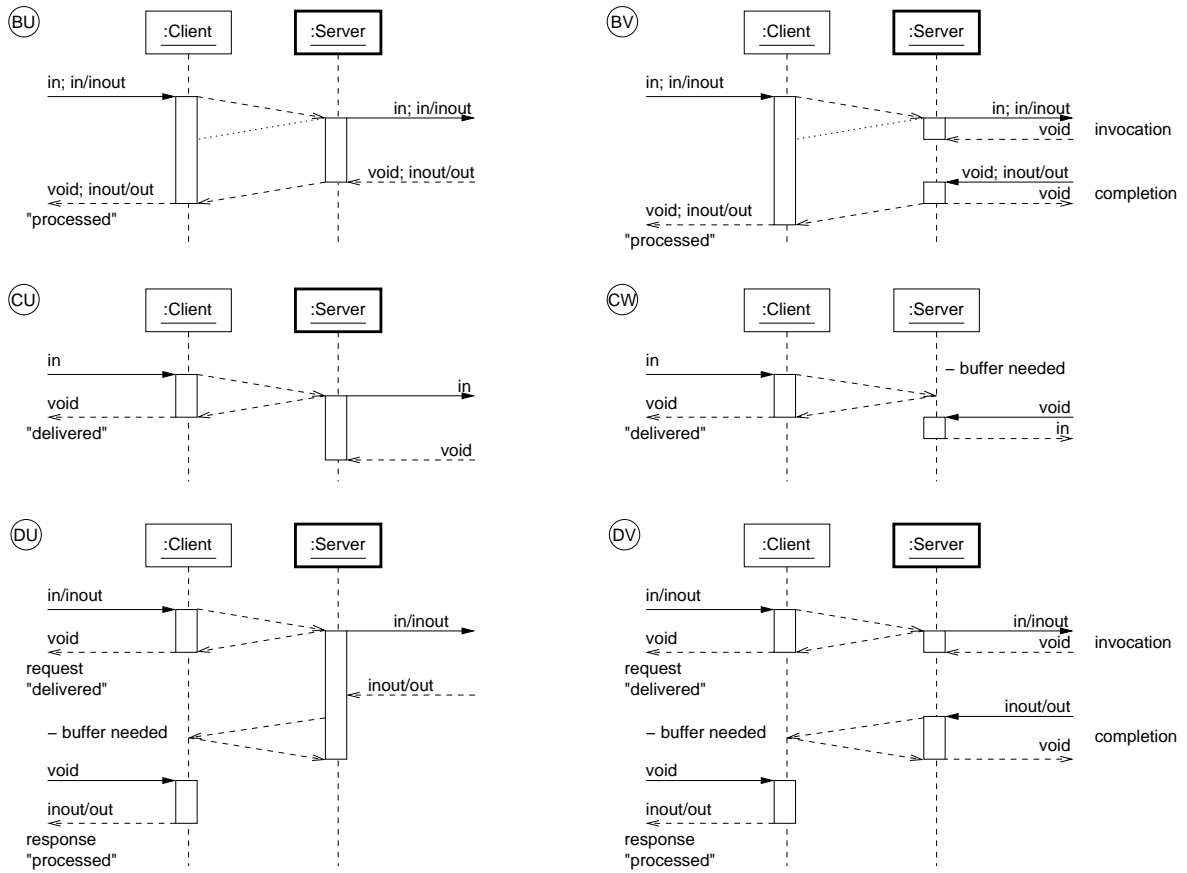 BU
:Client
:Server
in; in/inout
in; in/inout
void; inout/out
void; inout/out
"processed"
BV
:Client
:Server
in; in/inout
in; in/inout
void
invocation
void; inout/out
void
completion
void; inout/out
"processed"
CU
:Client
:Server
in
in
void
"delivered"
void
CW
:Client
:Server
in
– buffer needed
void
void
"delivered"
in
DU
:Client
:Server
in/inout
in/inout
void
request
"delivered"
inout/out
– buffer needed
void
inout/out
response
"processed"
DV
:Client
:Server
in/inout
in/inout
void
void
invocation
request
"delivered"
inout/out
– buffer needed
completion
void
void
inout/out
response
"processed"